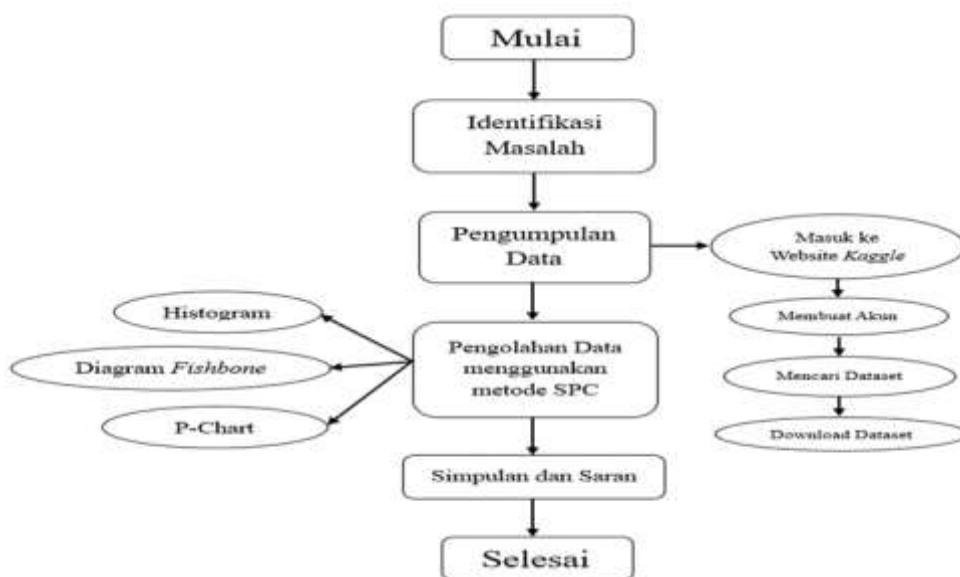 Mulai
Identifikasi
Masalah
Pengumpulan
Data
Masuk ke
Website Kaggle
Membuat Akun
Mencari Dataset
Download Dataset
Pengolahan Data
menggunakan
metode SPC
Histogram
Diagram Fishbone
P-Chart
Simpulan dan Saran
Selesai